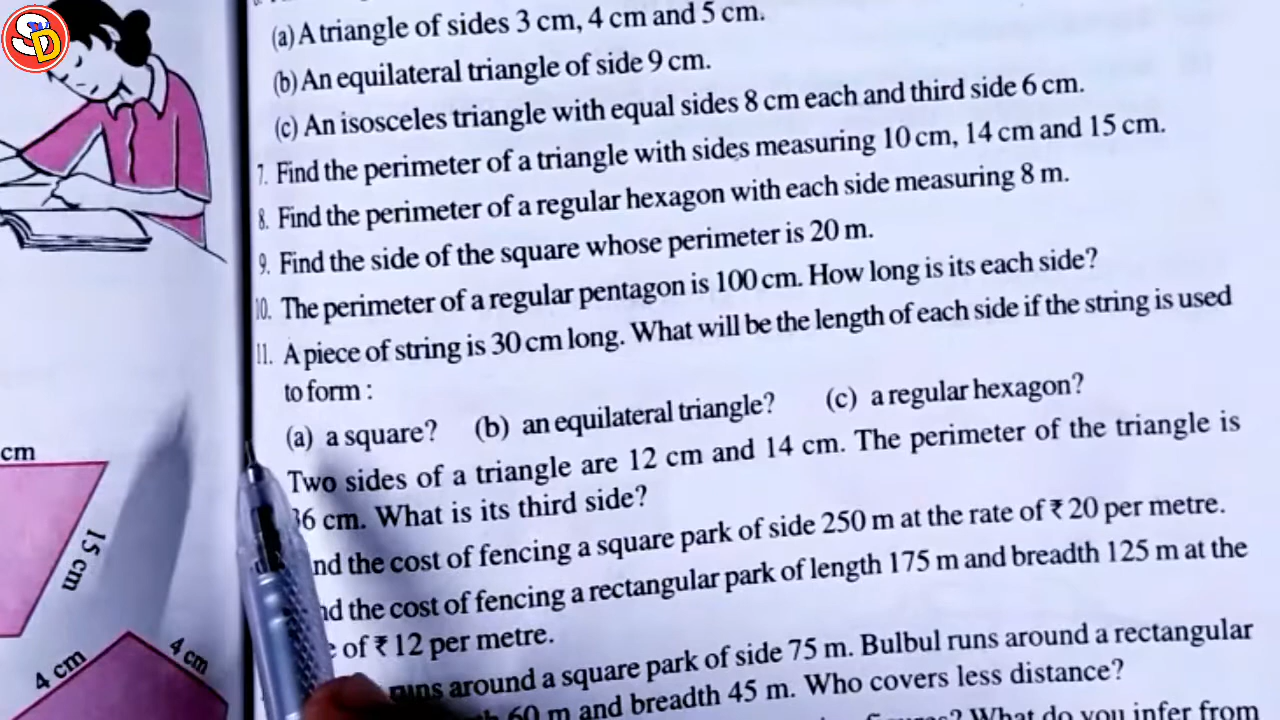 SD
(a) A triangle of sides 3 cm, 4 cm and 5 cm.
(b) An equilateral triangle of side 9 cm.
(c) An isosceles triangle with equal sides 8 cm each and third side 6 cm.
7. Find the perimeter of a triangle with sides measuring 10 cm, 14 cm and 15 cm.
8. Find the perimeter of a regular hexagon with each side measuring 8 m.
9. Find the side of the square whose perimeter is 20 m.
10. The perimeter of a regular pentagon is 100 cm. How long is its each side?
11. A piece of string is 30 cm long. What will be the length of each side if the string is used
to form :
(a) a square? (b) an equilateral triangle? (c) a regular hexagon?
Two sides of a triangle are 12 cm and 14 cm. The perimeter of the triangle is
36 cm. What is its third side?
nd the cost of fencing a square park of side 250 m at the rate of ₹ 20 per metre.
nd the cost of fencing a rectangular park of length 175 m and breadth 125 m at the
of ₹ 12 per metre.
runs around a square park of side 75 m. Bulbul runs around a rectangular
60 m and breadth 45 m. Who covers less distance?
What do you infer from
cm
15 cm
4 cm
4 cm